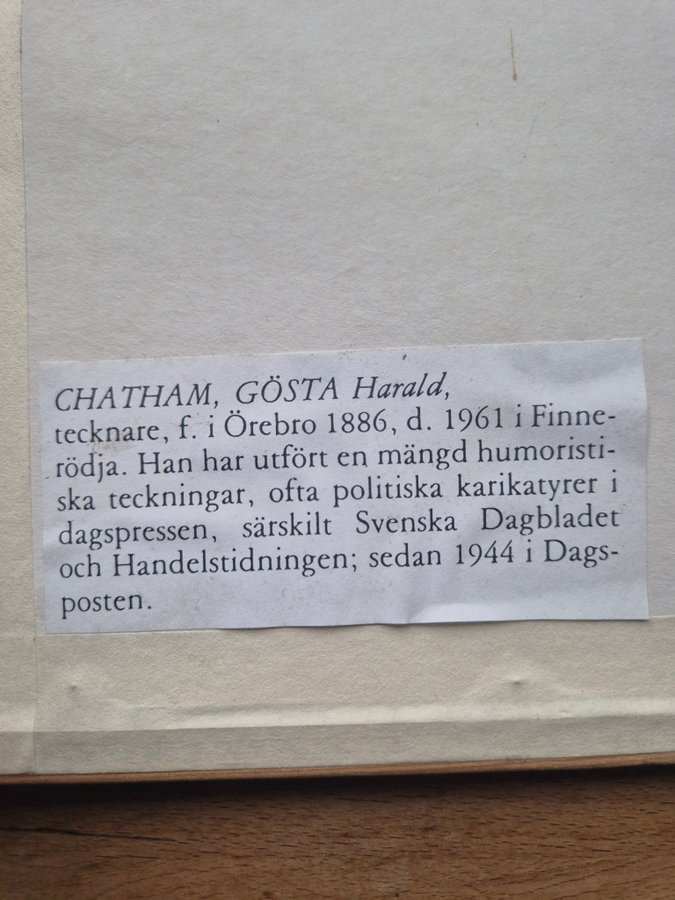 CHATHAM, GÖSTA Harald,
tecknare, f. i Örebro 1886, d. 1961 i Finne-
rödja. Han har utfört en mängd humoristi-
ska teckningar, ofta politiska karikatyrer i
dagspressen, särskilt Svenska Dagbladet
och Handelstidningen; sedan 1944 i Dags-
posten.